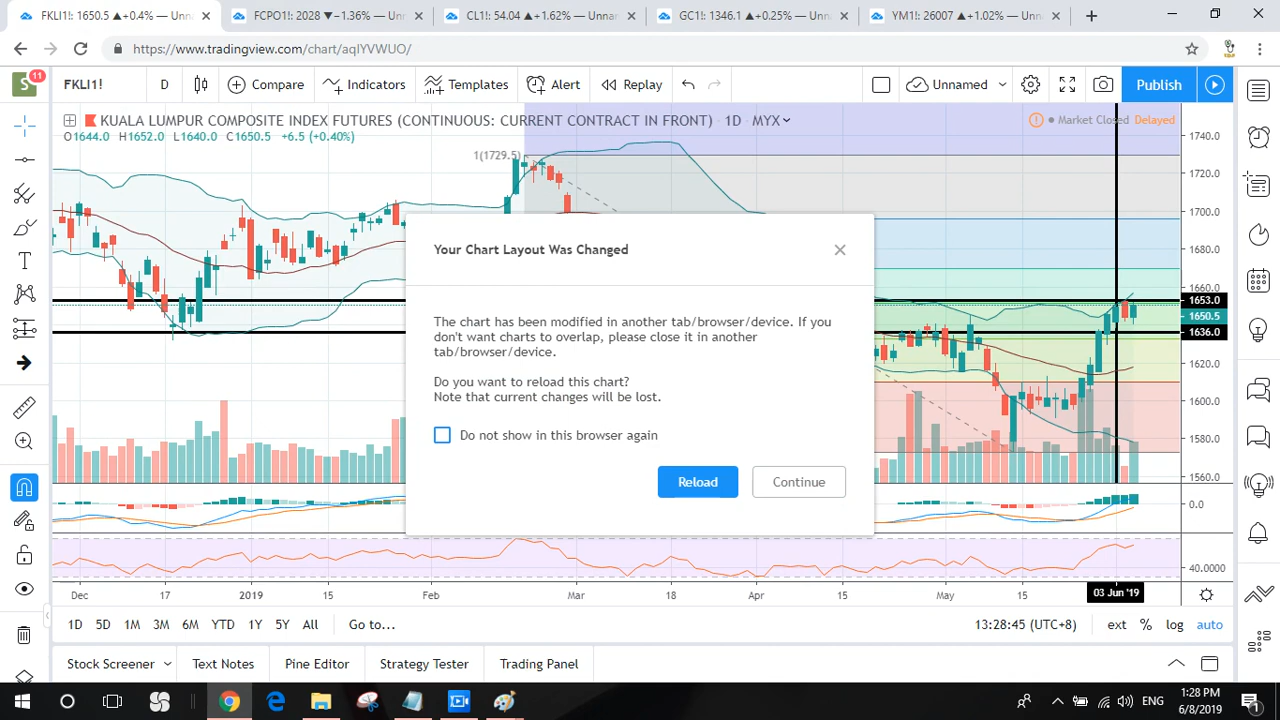 FKLI1!: 1650.5 ▲+0.4% — Unna
FCPO1!: 2028 ▼−1.36% — Unna
CL1!: 54.04 ▲+1.62% — Unnam
GC1!: 1346.1 ▲+0.25% — Unna
YM1!: 26007 ▲+1.02% — Unna
https://www.tradingview.com/chart/aqlYVWUO/
S 11
FKLI1!
D
Compare
Indicators
Templates
Alert
Replay
Unnamed
Publish
KUALA LUMPUR COMPOSITE INDEX FUTURES (CONTINUOUS: CURRENT CONTRACT IN FRONT) · 1D · MYX
Market Closed Delayed
O1644.0 H1652.0 L1640.0 C1650.5 +6.5 (+0.40%)
1(1729.5)
1740.0
1720.0
1700.0
1680.0
1660.0
1653.0
1650.5
1636.0
1620.0
1600.0
1580.0
1560.0
0.0
40.0000
Your Chart Layout Was Changed
The chart has been modified in another tab/browser/device. If you
don't want charts to overlap, please close it in another
tab/browser/device.
Do you want to reload this chart?
Note that current changes will be lost.
Do not show in this browser again
Reload
Continue
Dec 17 2019 15 Feb Mar 18 Apr 15 May 15 03 Jun '19
1D 5D 1M 3M 6M YTD 1Y 5Y All Go to...
13:28:45 (UTC+8) ext % log auto
Stock Screener Text Notes Pine Editor Strategy Tester Trading Panel
ENG
1:28 PM
6/8/2019
1